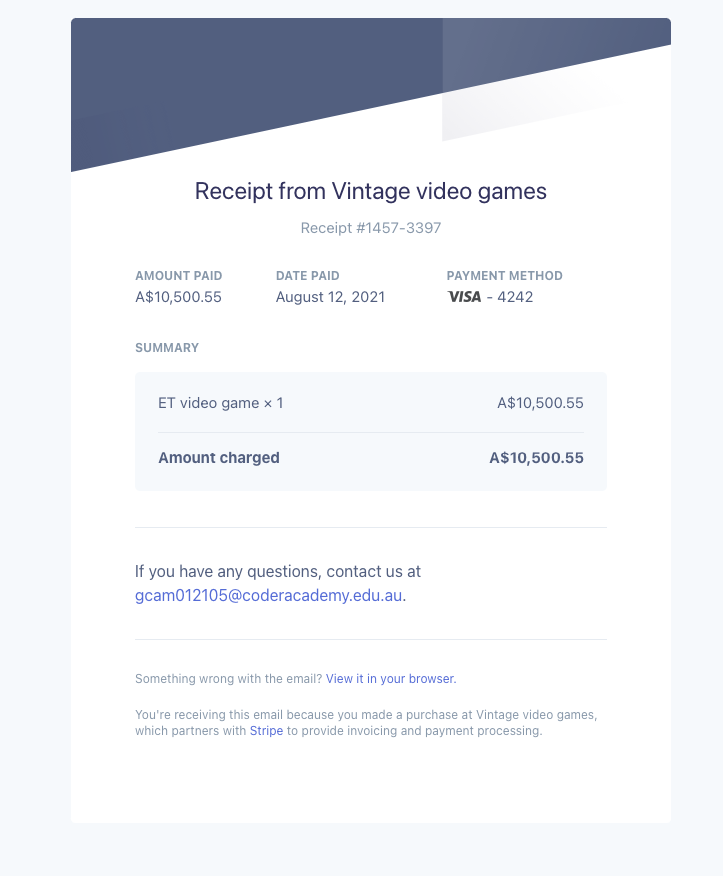 Receipt from Vintage video games
Receipt #1457-3397
AMOUNT PAID DATE PAID PAYMENT METHOD
A$10,500.55 August 12, 2021 VISA - 4242
SUMMARY
ET video game × 1 A$10,500.55
Amount charged A$10,500.55
If you have any questions, contact us at
gcam012105@coderacademy.edu.au.
Something wrong with the email? View it in your browser.
You're receiving this email because you made a purchase at Vintage video games,
which partners with Stripe to provide invoicing and payment processing.